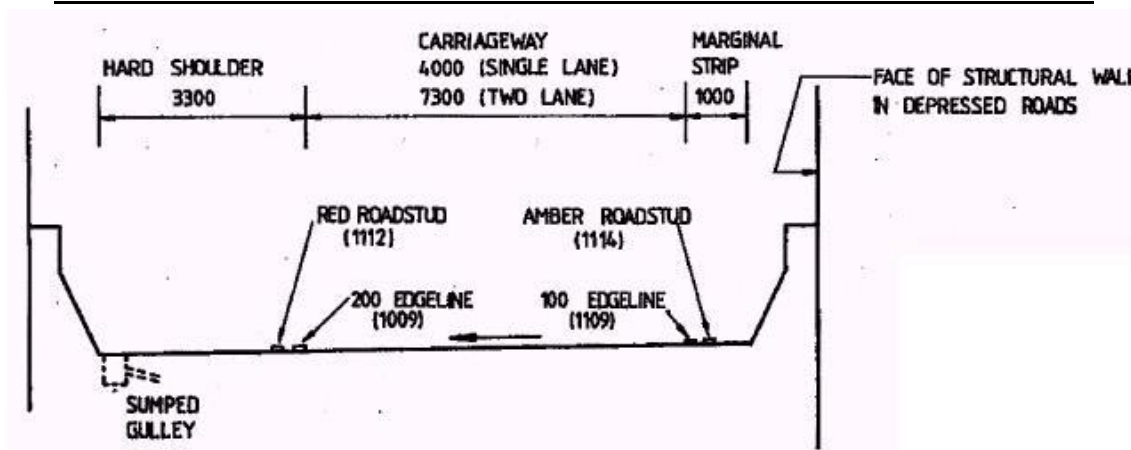 HARD SHOULDER
3300
CARRIAGEWAY
4000 (SINGLE LANE)
7300 (TWO LANE)
MARGINAL
STRIP
1000
FACE OF STRUCTURAL WALL
IN DEPRESSED ROADS
RED ROADSTUD
(1112)
AMBER ROADSTUD
(1114)
200 EDGELINE
(1009)
100 EDGELINE
(1109)
SUMPED
GULLEY